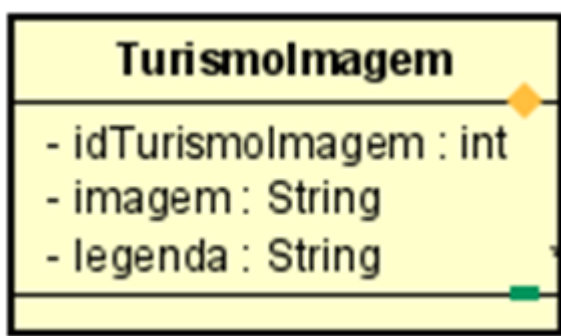 TurismoImagem
- idTurismoImagem : int
- imagem : String
- legenda : String